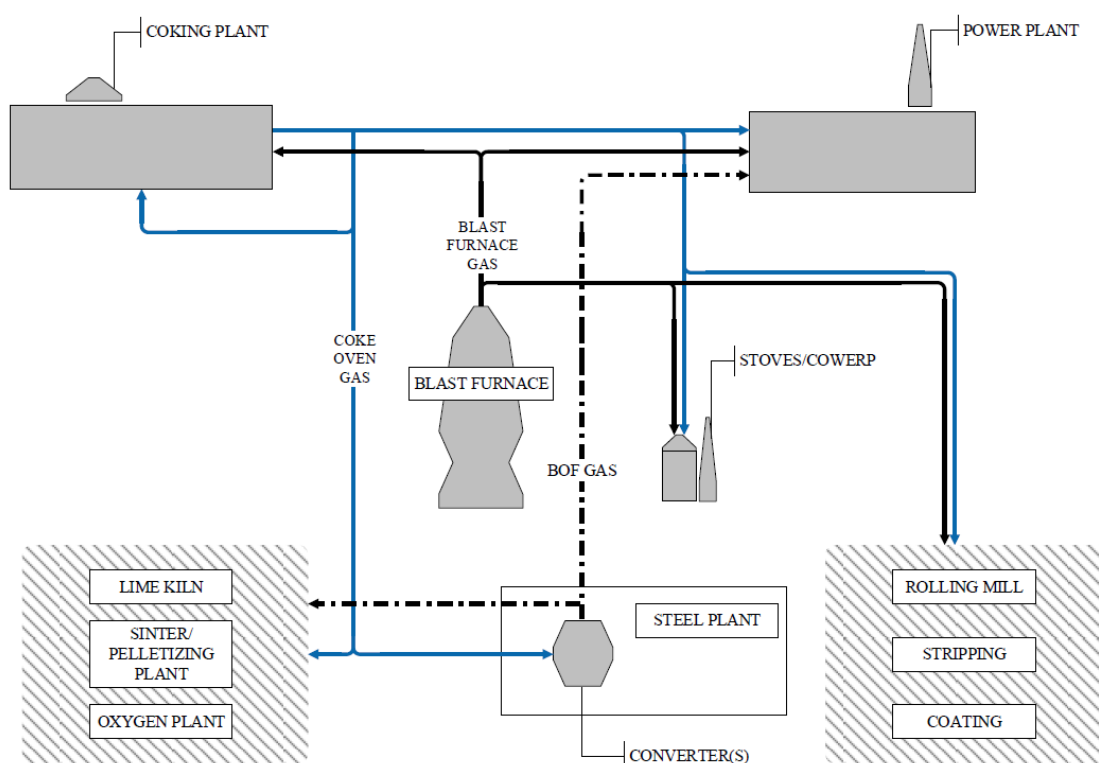 COKING PLANT
POWER PLANT
BLAST
FURNACE
GAS
COKE
OVEN
GAS
BLAST FURNACE
STOVES/COWERP
BOF GAS
LIME KILN
SINTER/
PELLETIZING
PLANT
OXYGEN PLANT
STEEL PLANT
CONVERTER(S)
ROLLING MILL
STRIPPING
COATING